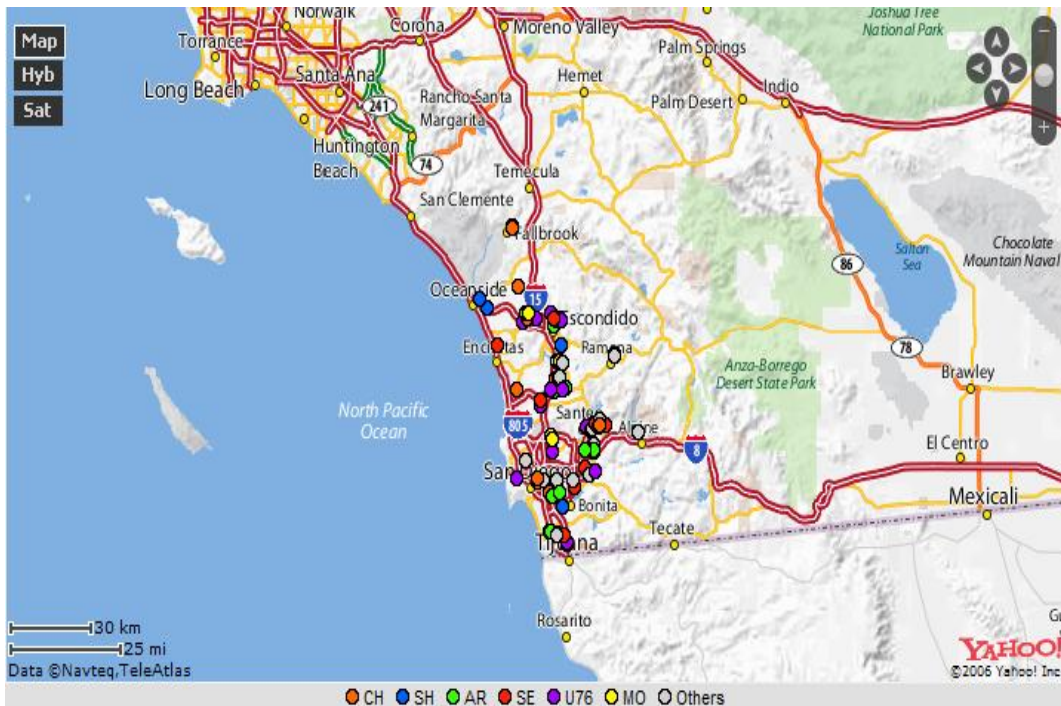 Map
Hyb
Sat
Norwalk
Torrance
Corona
Moreno Valley
Joshua Tree
National Park
Palm Springs
Santa Ana
Hemet
Indio
Long Beach
241
Rancho Santa
Margarita
Palm Desert
Huntington
Beach
74
Temecula
San Clemente
Fallbrook
86
Salton
Sea
Chocolate
Mountain Naval
Oceanside
15
Escondido
Encinitas
Ramona
78
Anza-Borrego
Desert State Park
Brawley
North Pacific
Ocean
805
Santee
Alpine
8
El Centro
San Diego
Bonita
Mexicali
Tecate
Tijuana
Rosarito
30 km
25 mi
Data ©Navteq,TeleAtlas
YAHOO!
©2006 Yahoo! Inc
CH SH AR SE U76 MO Others